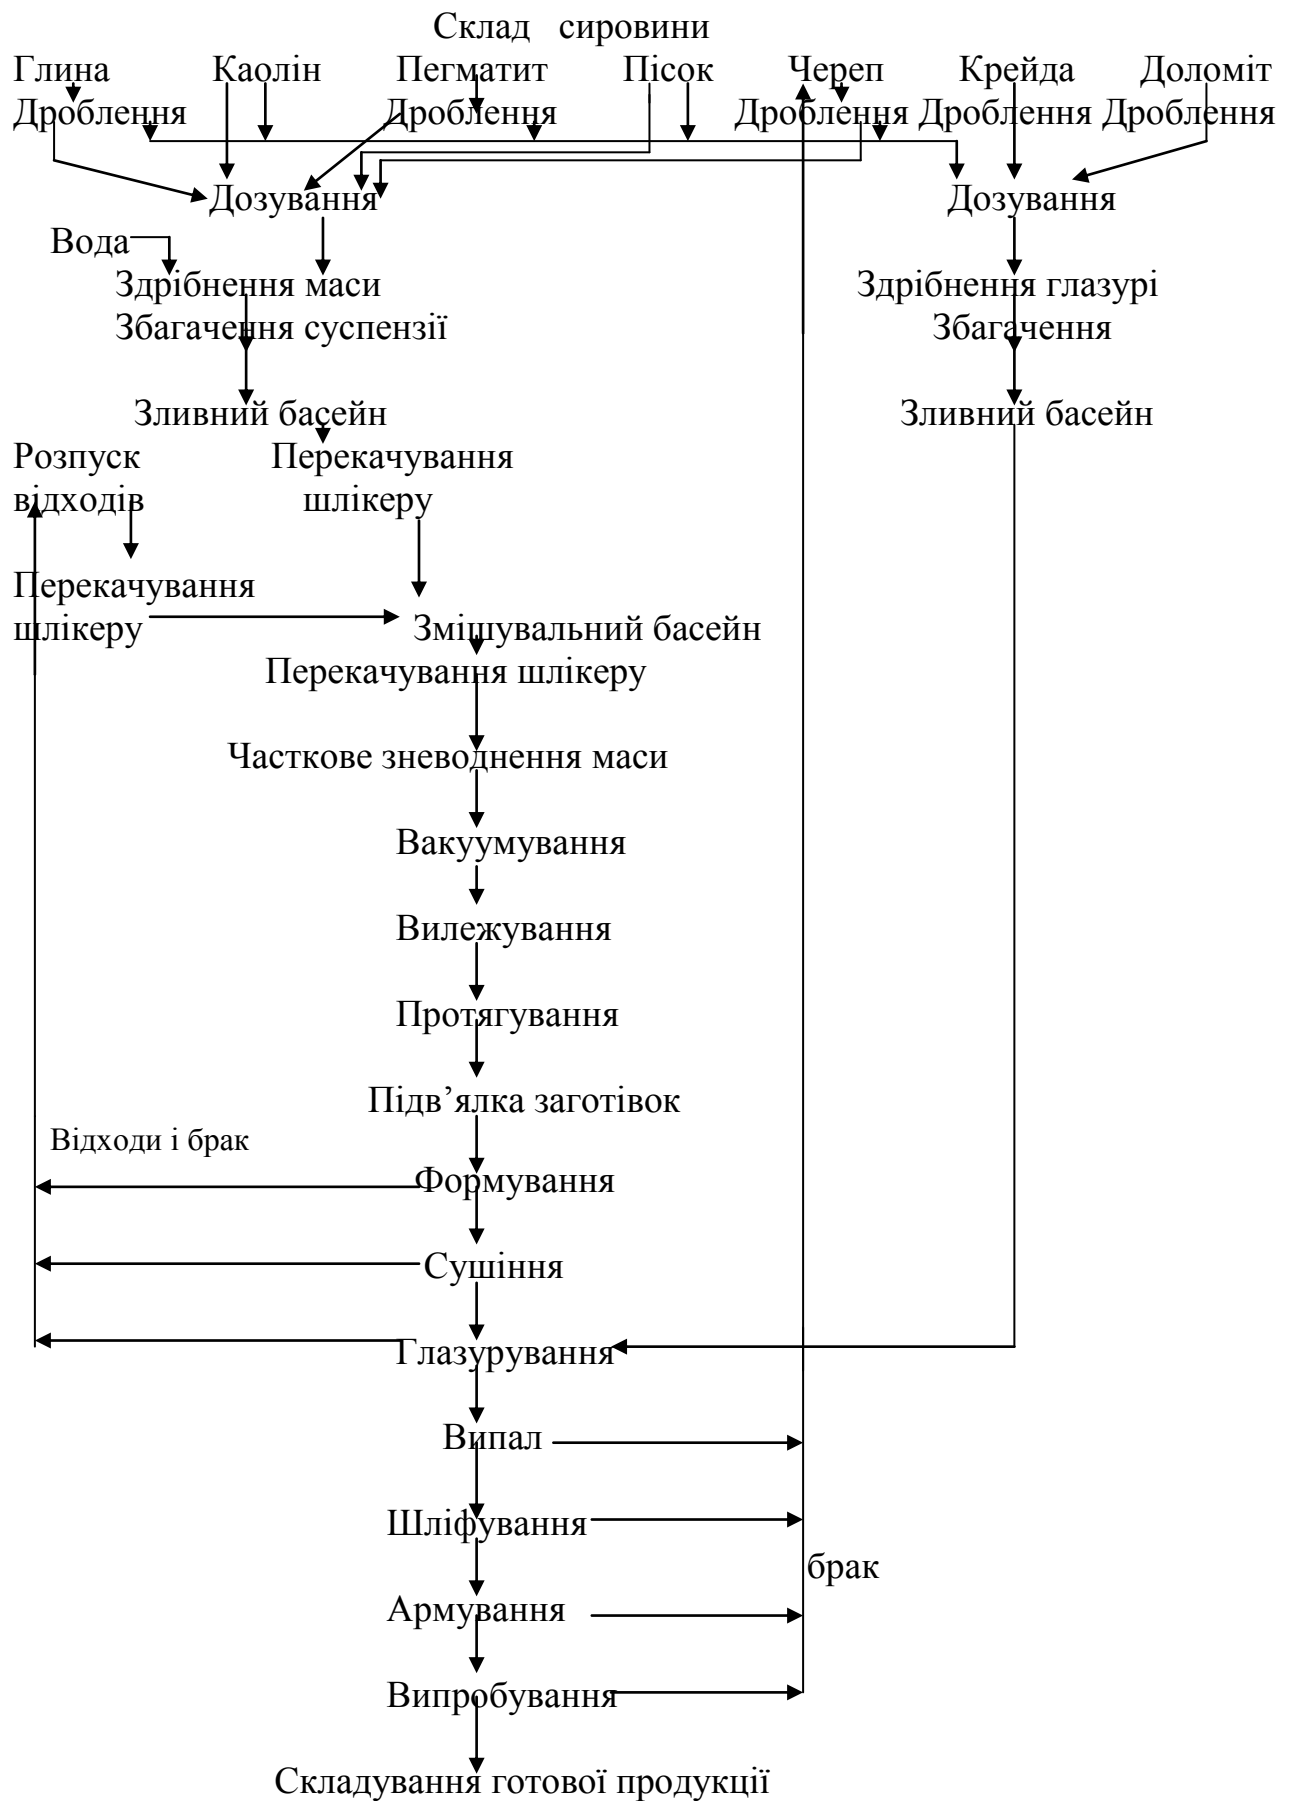 Склад сировини
Глина Каолін Пегматит Пісок Череп Крейда Доломіт
Дроблення Дроблення Дроблення Дроблення Дроблення
Дозування Дозування
Вода
Здрібнення маси Здрібнення глазурі
Збагачення суспензії Збагачення
Зливний басейн Зливний басейн
Розпуск Перекачування
відходів шлікеру
Перекачування
шлікеру Змішувальний басейн
Перекачування шлікеру
Часткове зневоднення маси
Вакуумування
Вилежування
Протягування
Підв’ялка заготівок
Відходи і брак
Формування
Сушіння
Глазурування
Випал
Шліфування
брак
Армування
Випробування
Складування готової продукції